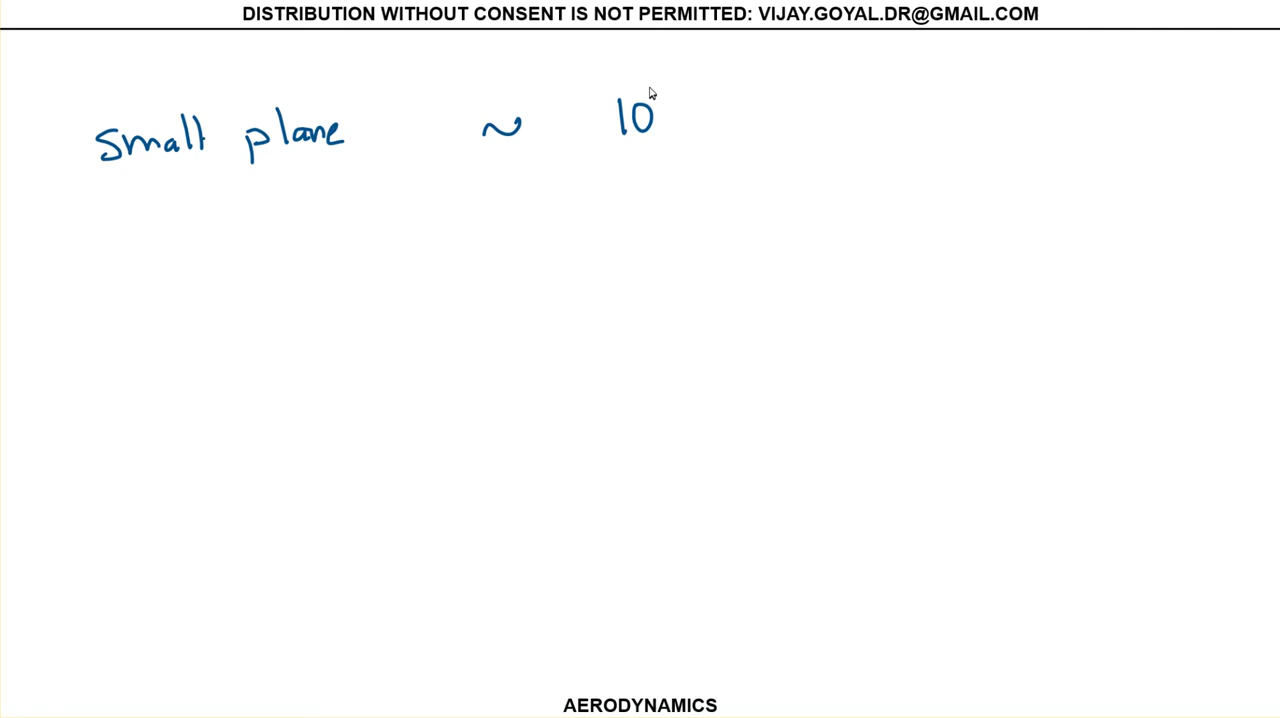 DISTRIBUTION WITHOUT CONSENT IS NOT PERMITTED: VIJAY.GOYAL.DR@GMAIL.COM
small plane ~ 10
AERODYNAMICS